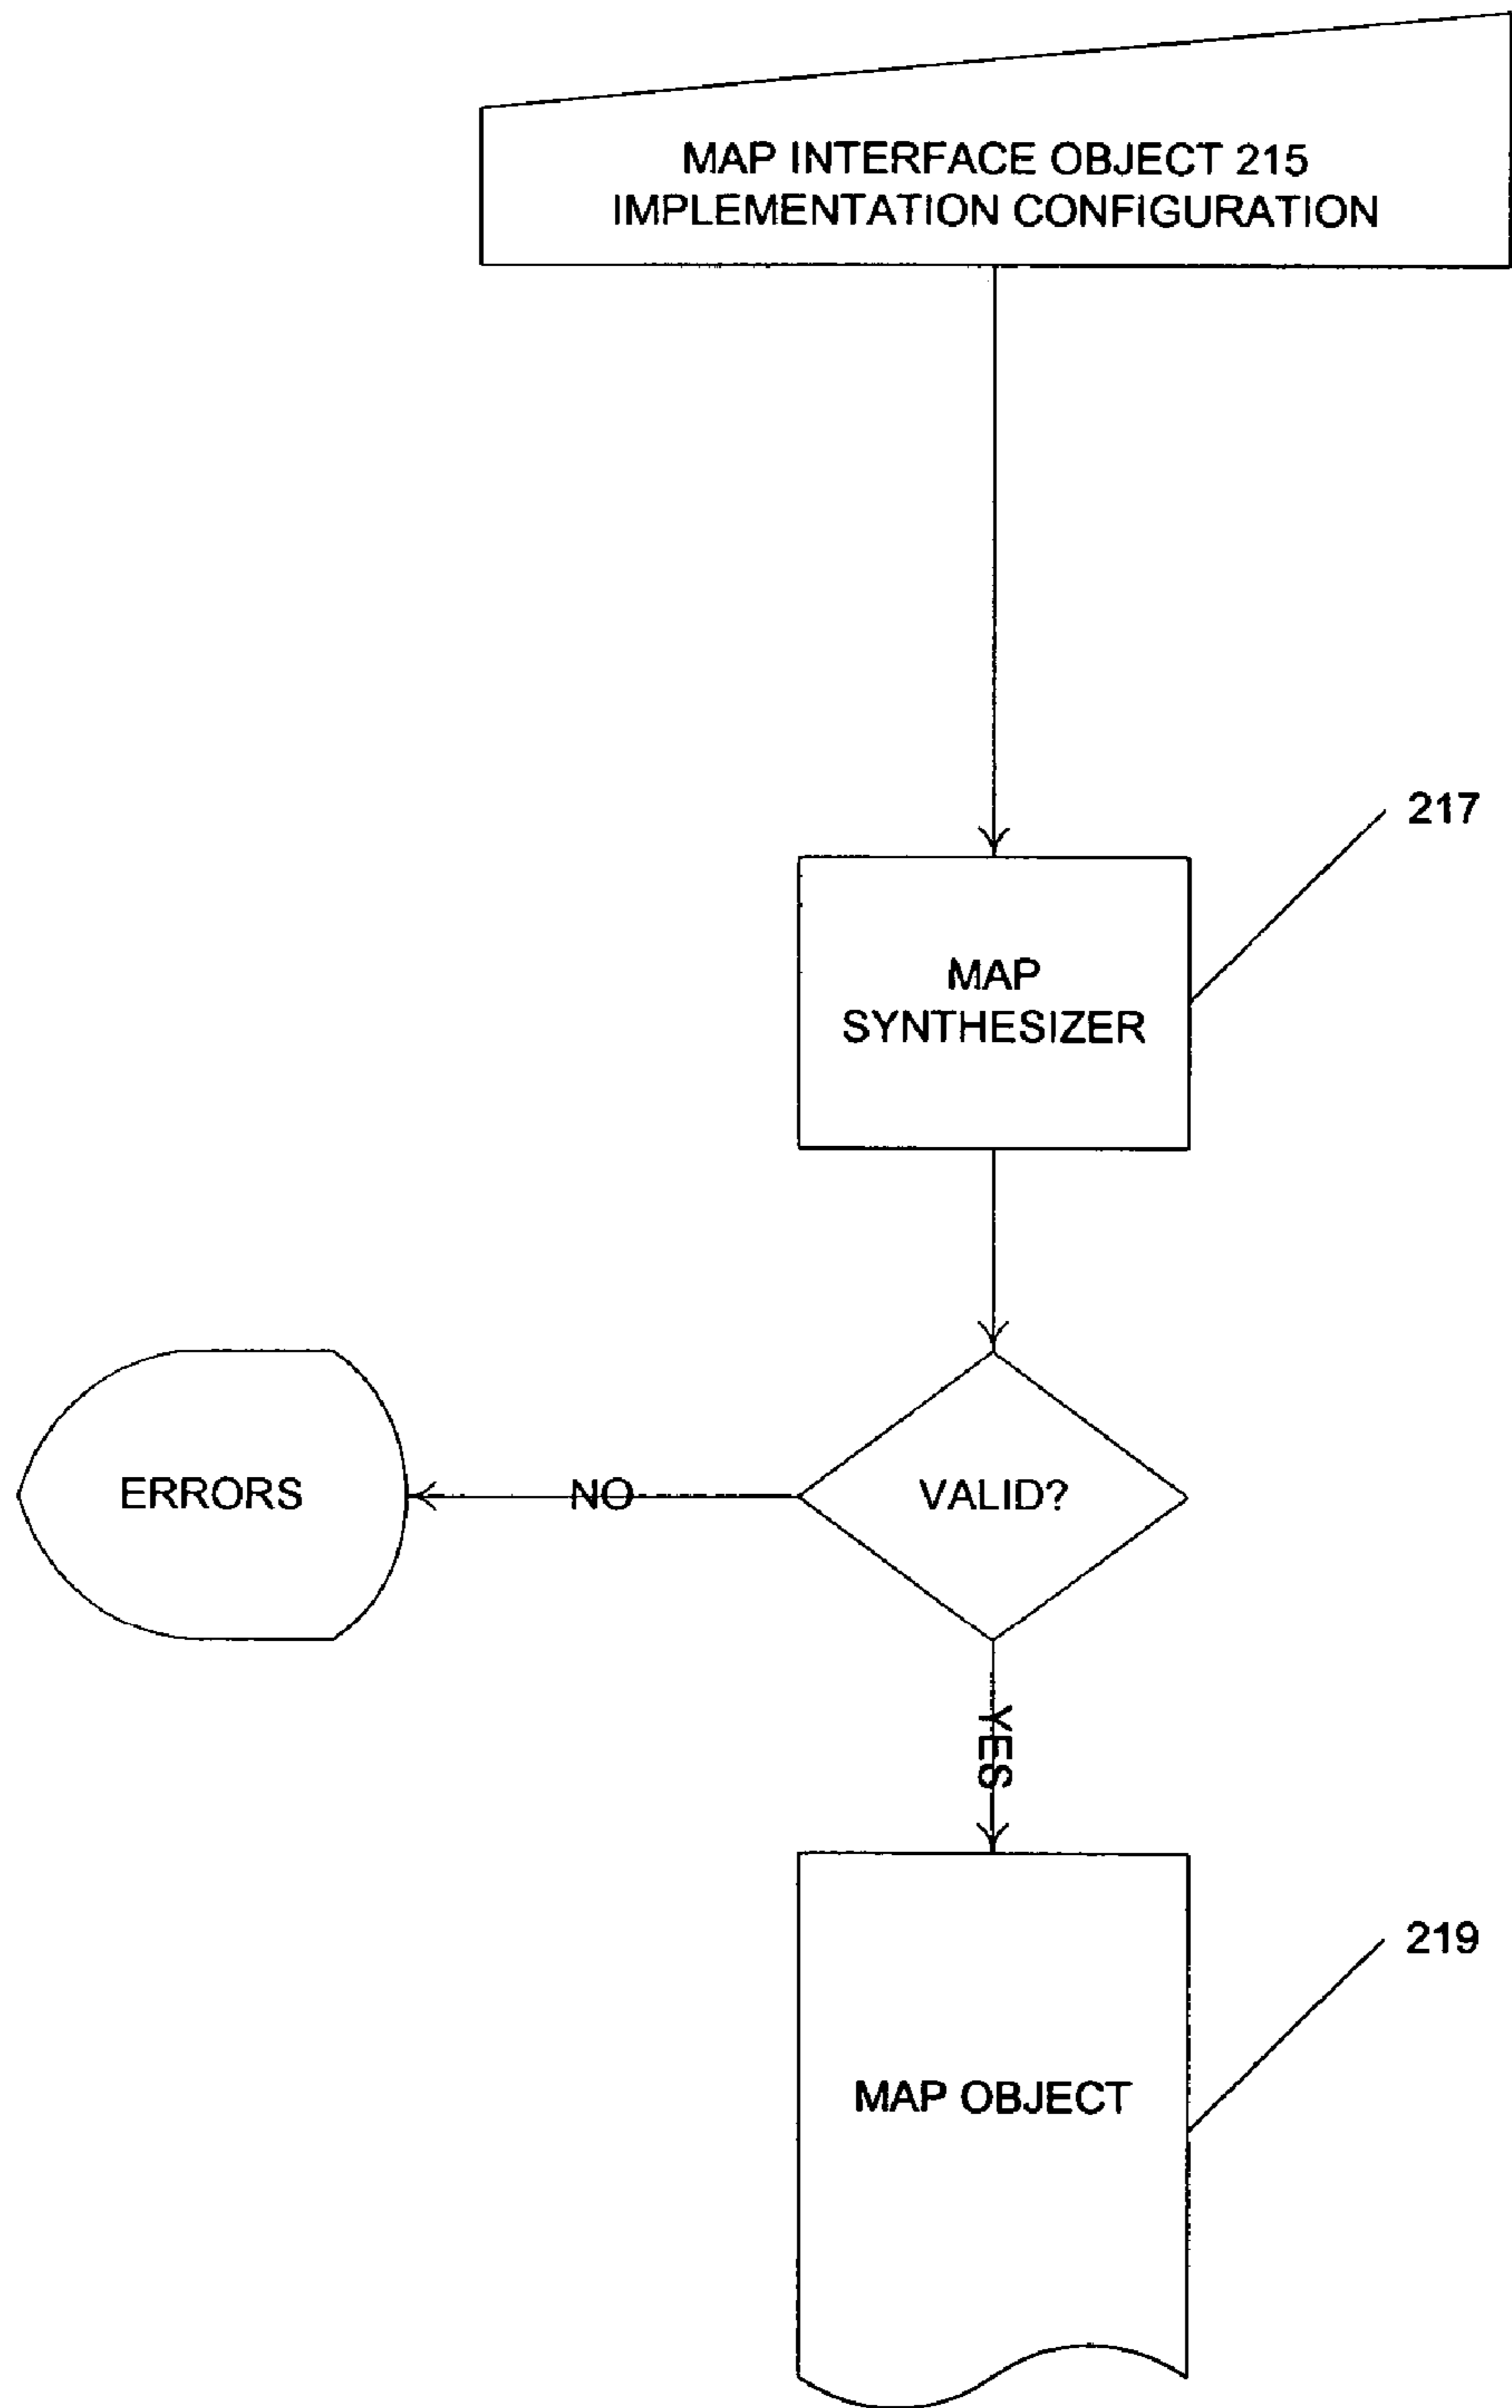 MAP INTERFACE OBJECT 215
IMPLEMENTATION CONFIGURATION
217
MAP
SYNTHESIZER
ERRORS
NO
VALID?
YES
219
MAP OBJECT